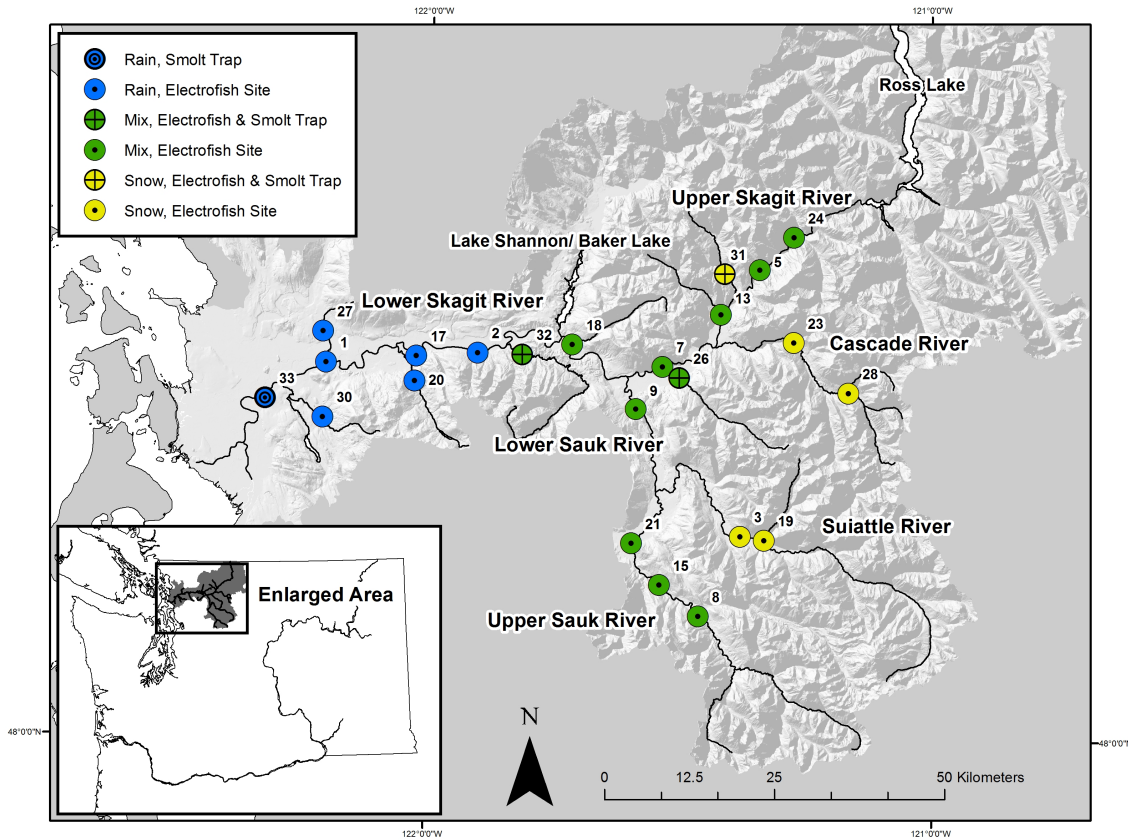 122°0'0"W
121°0'0"W
Rain, Smolt Trap
Rain, Electrofish Site
Mix, Electrofish & Smolt Trap
Mix, Electrofish Site
Snow, Electrofish & Smolt Trap
Snow, Electrofish Site
Ross Lake
Upper Skagit River
24
Lake Shannon/ Baker Lake
31
5
Lower Skagit River
13
27
1
17
2
32
18
23
7
26
Cascade River
33
20
30
9
28
Lower Sauk River
3
19
Suiattle River
21
15
8
Upper Sauk River
Enlarged Area
N
48°0'0"N
48°0'0"N
0
12.5
25
50 Kilometers
122°0'0"W
121°0'0"W